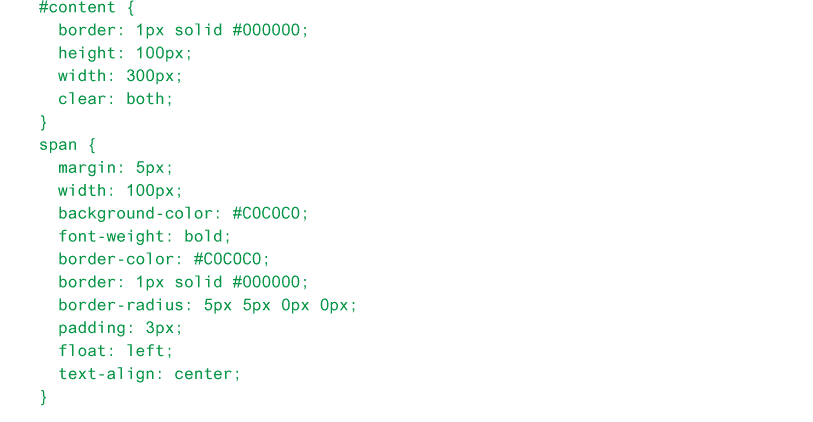 #content {
  border: 1px solid #000000;
  height: 100px;
  width: 300px;
  clear: both;
}
span {
  margin: 5px;
  width: 100px;
  background-color: #C0C0C0;
  font-weight: bold;
  border-color: #C0C0C0;
  border: 1px solid #000000;
  border-radius: 5px 5px 0px 0px;
  padding: 3px;
  float: left;
  text-align: center;
}